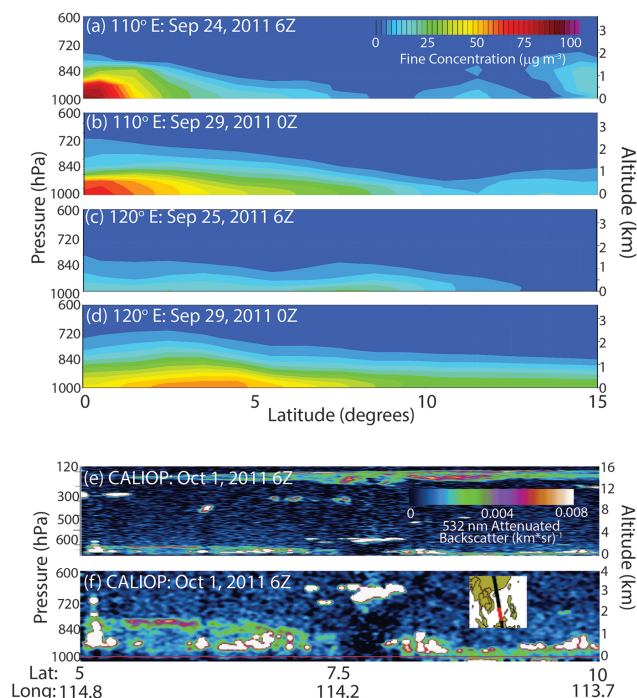 (a) 110° E: Sep 24, 2011 6Z
0 25 50 75 100
Fine Concentration (µg m⁻³)
600
720
840
1000
3
2
1
0
(b) 110° E: Sep 29, 2011 0Z
600
720
840
1000
3
2
1
0
(c) 120° E: Sep 25, 2011 6Z
600
720
840
1000
3
2
1
0
(d) 120° E: Sep 29, 2011 0Z
600
720
840
1000
3
2
1
0
Pressure (hPa)
Altitude (km)
0 5 10 15
Latitude (degrees)
(e) CALIOP: Oct 1, 2011 6Z
120
300
500
600
16
12
8
4
0
0 0.004 0.008
532 nm Attenuated
Backscatter (km*sr)⁻¹
(f) CALIOP: Oct 1, 2011 6Z
600
720
840
1000
4
3
2
1
0
Pressure (hPa)
Altitude (km)
Lat: 5 7.5 10
Long: 114.8 114.2 113.7